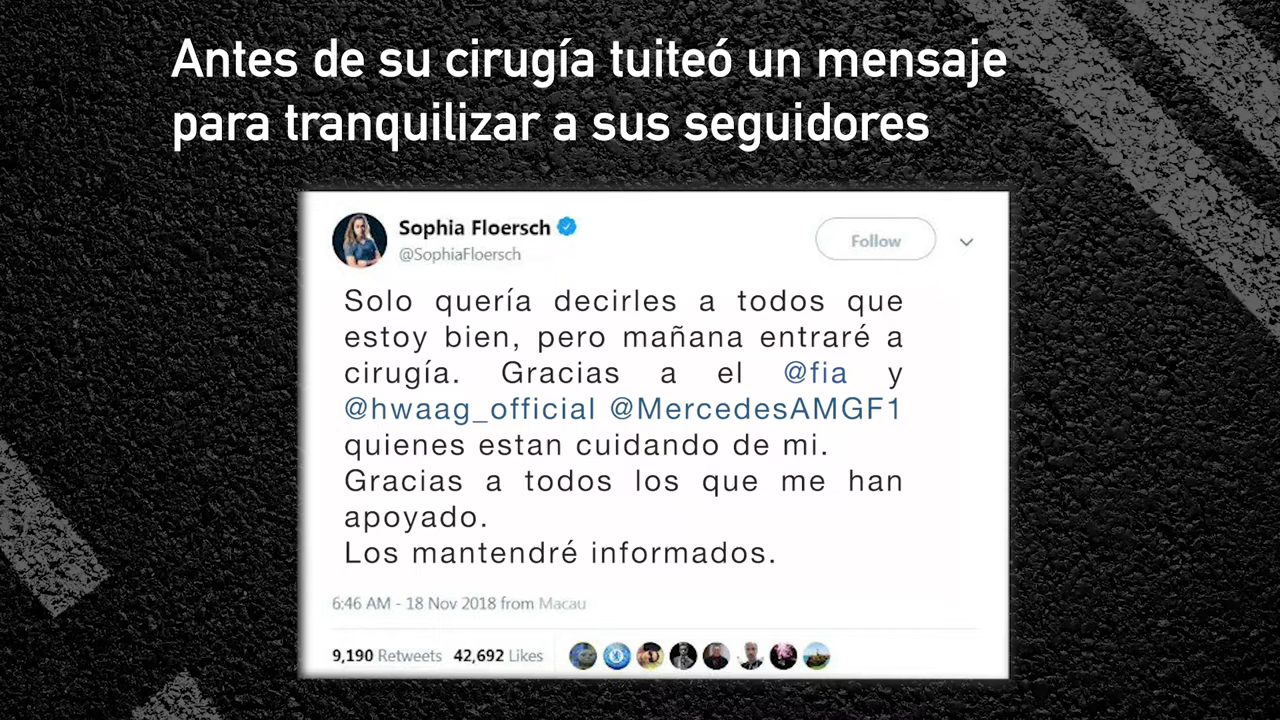 Antes de su cirugía tuiteó un mensaje
para tranquilizar a sus seguidores
Sophia Floersch
@SophiaFloersch
Follow
Solo quería decirles a todos que
estoy bien, pero mañana entraré a
cirugía. Gracias a el @fia y
@hwaag_official @MercedesAMGF1
quienes estan cuidando de mi.
Gracias a todos los que me han
apoyado.
Los mantendré informados.
6:46 AM - 18 Nov 2018 from Macau
9,190 Retweets 42,692 Likes